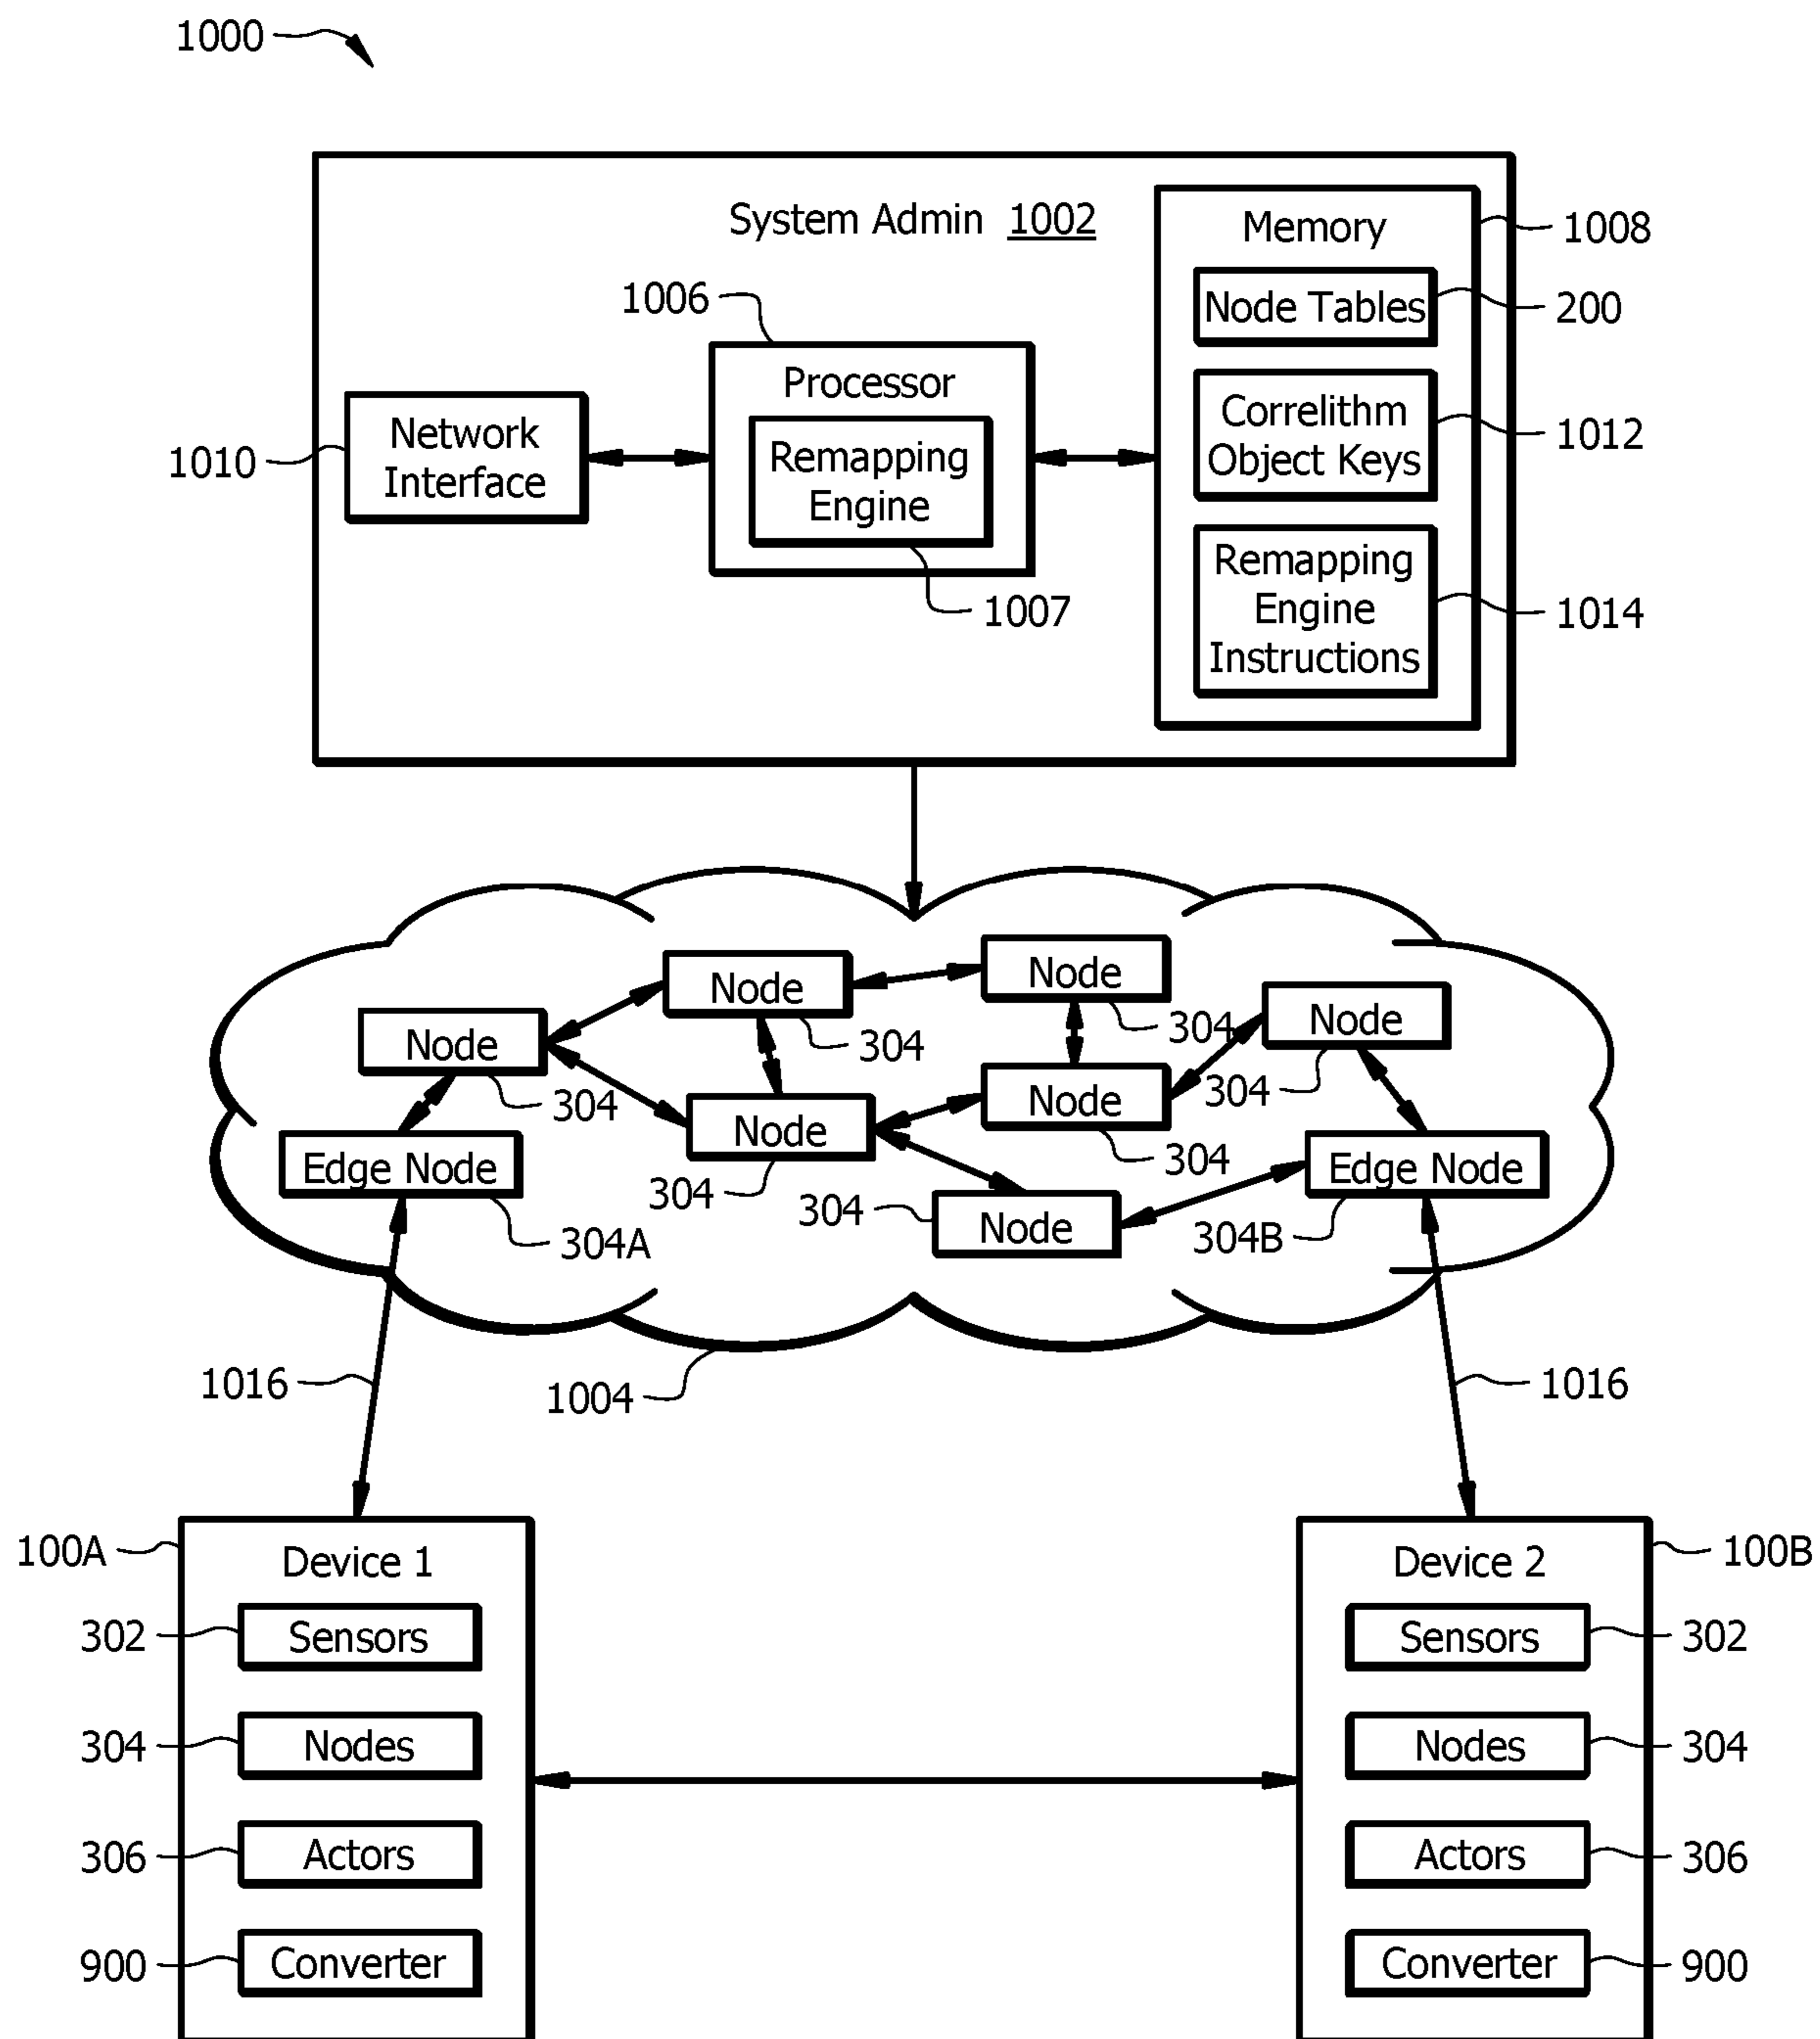 1000
System Admin 1002
Memory
1008
Node Tables
200
1006
Processor
Correlithm
Object Keys
1012
Network
Interface
1010
Remapping
Engine
1007
Remapping
Engine
Instructions
1014
Node
304
Node
304
Node
304
Node
304
Node
304
Node
304
Edge Node
304A
Node
304
Edge Node
304B
1016
1004
1016
100A
Device 1
302
Sensors
304
Nodes
306
Actors
900
Converter
Device 2
100B
Sensors
302
Nodes
304
Actors
306
Converter
900